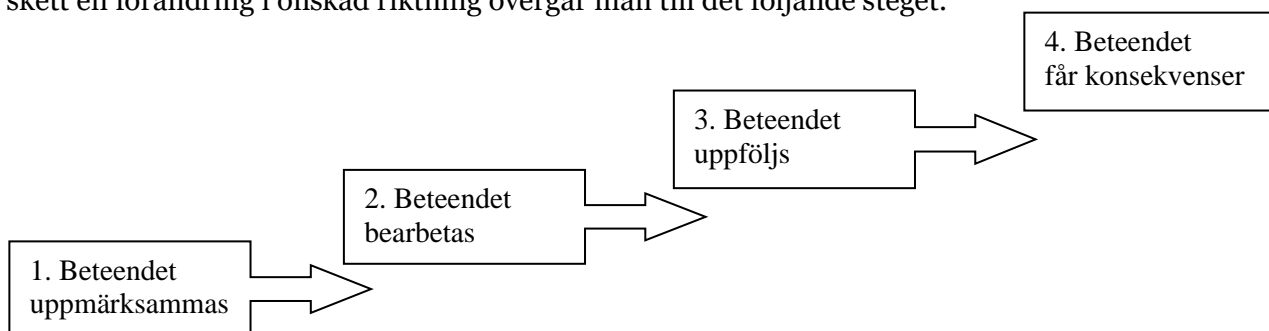 skett en förändring i önskad riktning övergår man till det följande steget.
1. Beteendet
uppmärksammas
2. Beteendet
bearbetas
3. Beteendet
uppföljs
4. Beteendet
får konsekvenser